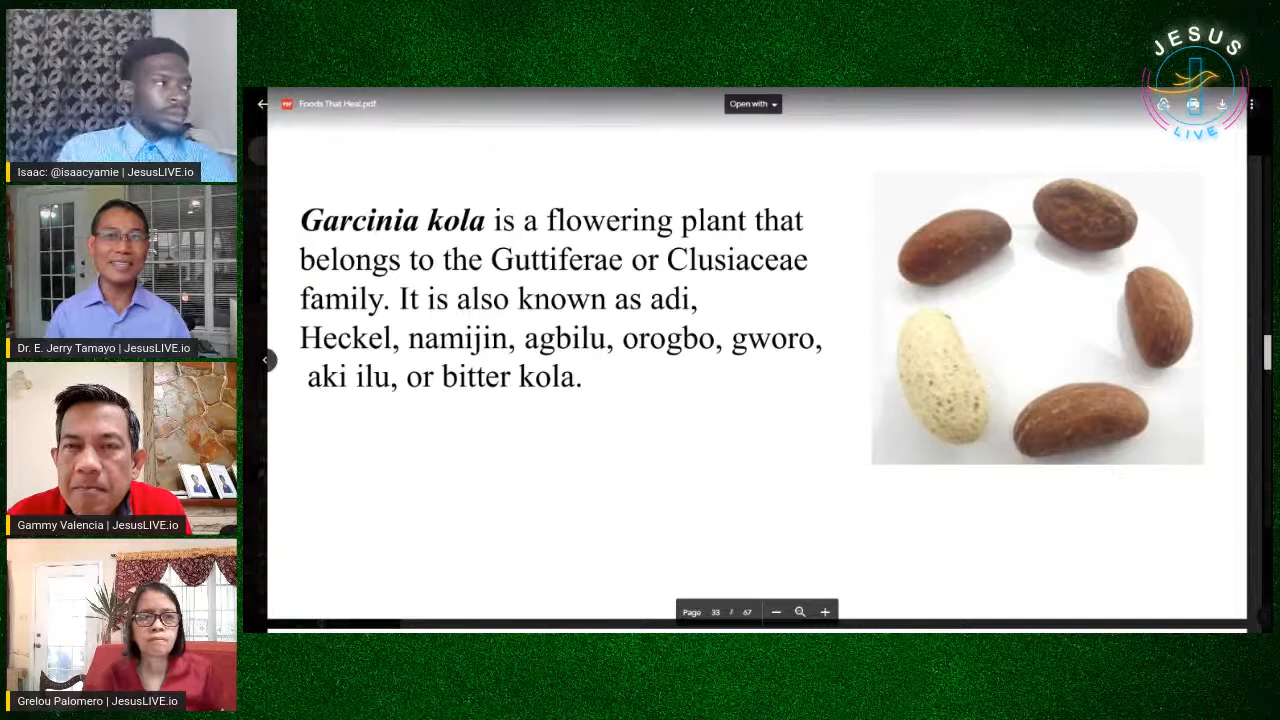 JESUS
LIVE
Foods That Heal.pdf
Open with
Isaac: @isaacyamie | JesusLIVE.io
Dr. E. Jerry Tamayo | JesusLIVE.io
Gammy Valencia | JesusLIVE.io
Grelou Palomero | JesusLIVE.io
Garcinia kola is a flowering plant that
belongs to the Guttiferae or Clusiaceae
family. It is also known as adi,
Heckel, namijin, agbilu, orogbo, gworo,
aki ilu, or bitter kola.
Page 33 / 67